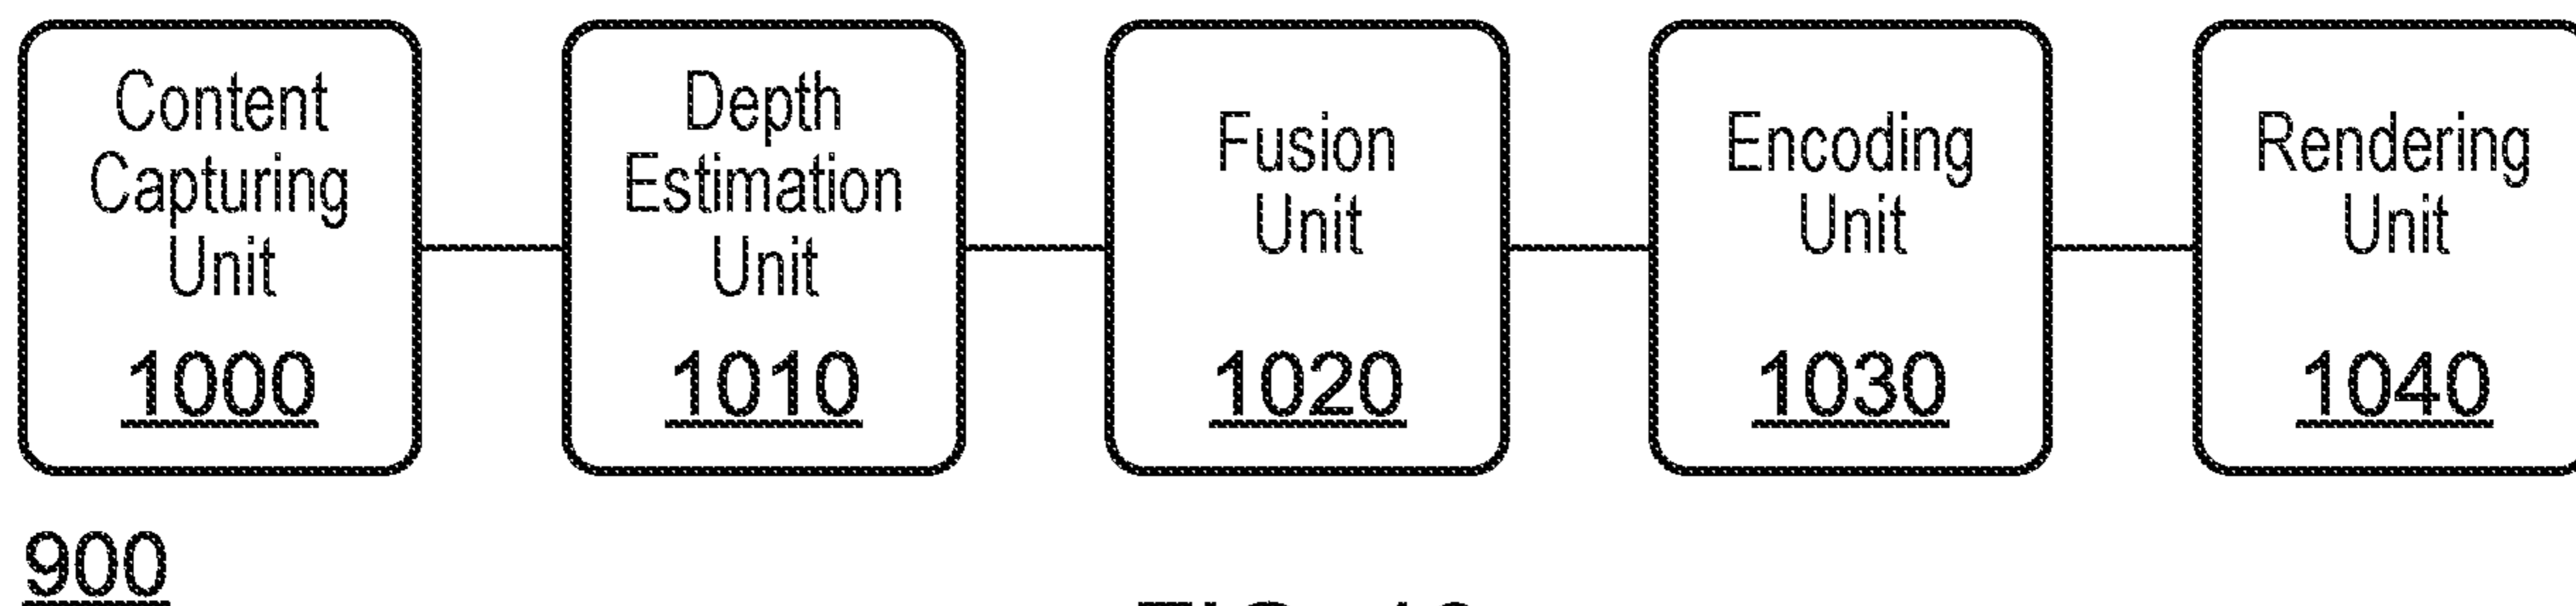 Content
Capturing
Unit
1000
Depth
Estimation
Unit
1010
Fusion
Unit
1020
Encoding
Unit
1030
Rendering
Unit
1040
900